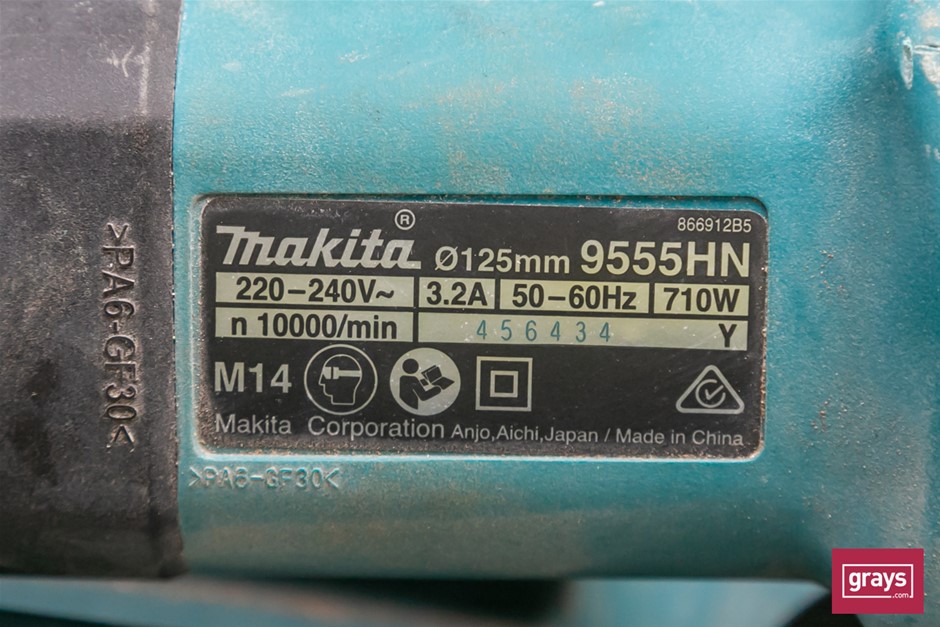 >PA6-GF30<
866912B5
makita® Ø125mm 9555HN
220-240V~ 3.2A 50-60Hz 710W
n 10000/min 456434 Y
M14
Makita Corporation Anjo,Aichi,Japan / Made in China
>PA6-GF30<
grays
.com